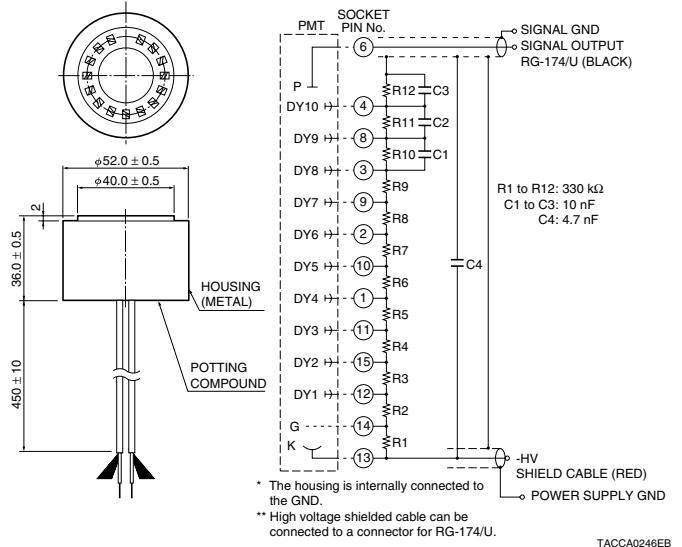 φ52.0 ± 0.5
φ40.0 ± 0.5
2
36.0 ± 0.5
450 ± 10
HOUSING
(METAL)
POTTING
COMPOUND
PMT
SOCKET
PIN No.
6
SIGNAL GND
SIGNAL OUTPUT
RG-174/U (BLACK)
P
R12
C3
DY10
4
R11
C2
DY9
8
R10
C1
DY8
3
R9
DY7
9
R8
DY6
2
R7
DY5
10
C4
R6
DY4
1
R5
DY3
11
R4
DY2
15
R3
DY1
12
R2
G
14
R1
K
13
R1 to R12: 330 kΩ
C1 to C3: 10 nF
C4: 4.7 nF
-HV
SHIELD CABLE (RED)
POWER SUPPLY GND
* The housing is internally connected to
the GND.
** High voltage shielded cable can be
connected to a connector for RG-174/U.
TACCA0246EB